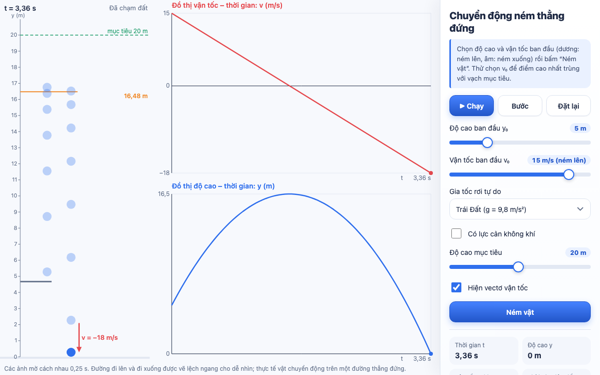 t = 3,36 s
Đã chạm đất
y (m)
mục tiêu 20 m
20
19
18
17
16
15
14
13
12
11
10
9
8
7
6
5
4
3
2
1
0
16,48 m
v = −18 m/s
Đồ thị vận tốc – thời gian: v (m/s)
15
0
−18
t
3,36 s
Đồ thị độ cao – thời gian: y (m)
16,5
0
t
3,36 s
Các ảnh mờ cách nhau 0,25 s. Đường đi lên và đi xuống được vẽ lệch ngang cho dễ nhìn; thực tế vật chuyển động trên một đường thẳng đứng.
Chuyển động ném thẳng đứng
Chọn độ cao và vận tốc ban đầu (dương: ném lên, âm: ném xuống) rồi bấm "Ném vật". Thử chọn v₀ để điểm cao nhất trùng với vạch mục tiêu.
▶ Chạy
Bước
Đặt lại
Độ cao ban đầu y₀
5 m
Vận tốc ban đầu v₀
15 m/s (ném lên)
Gia tốc rơi tự do
Trái Đất (g = 9,8 m/s²)
Có lực cản không khí
Độ cao mục tiêu
20 m
Hiện vectơ vận tốc
Ném vật
Thời gian t
3,36 s
Độ cao y
0 m